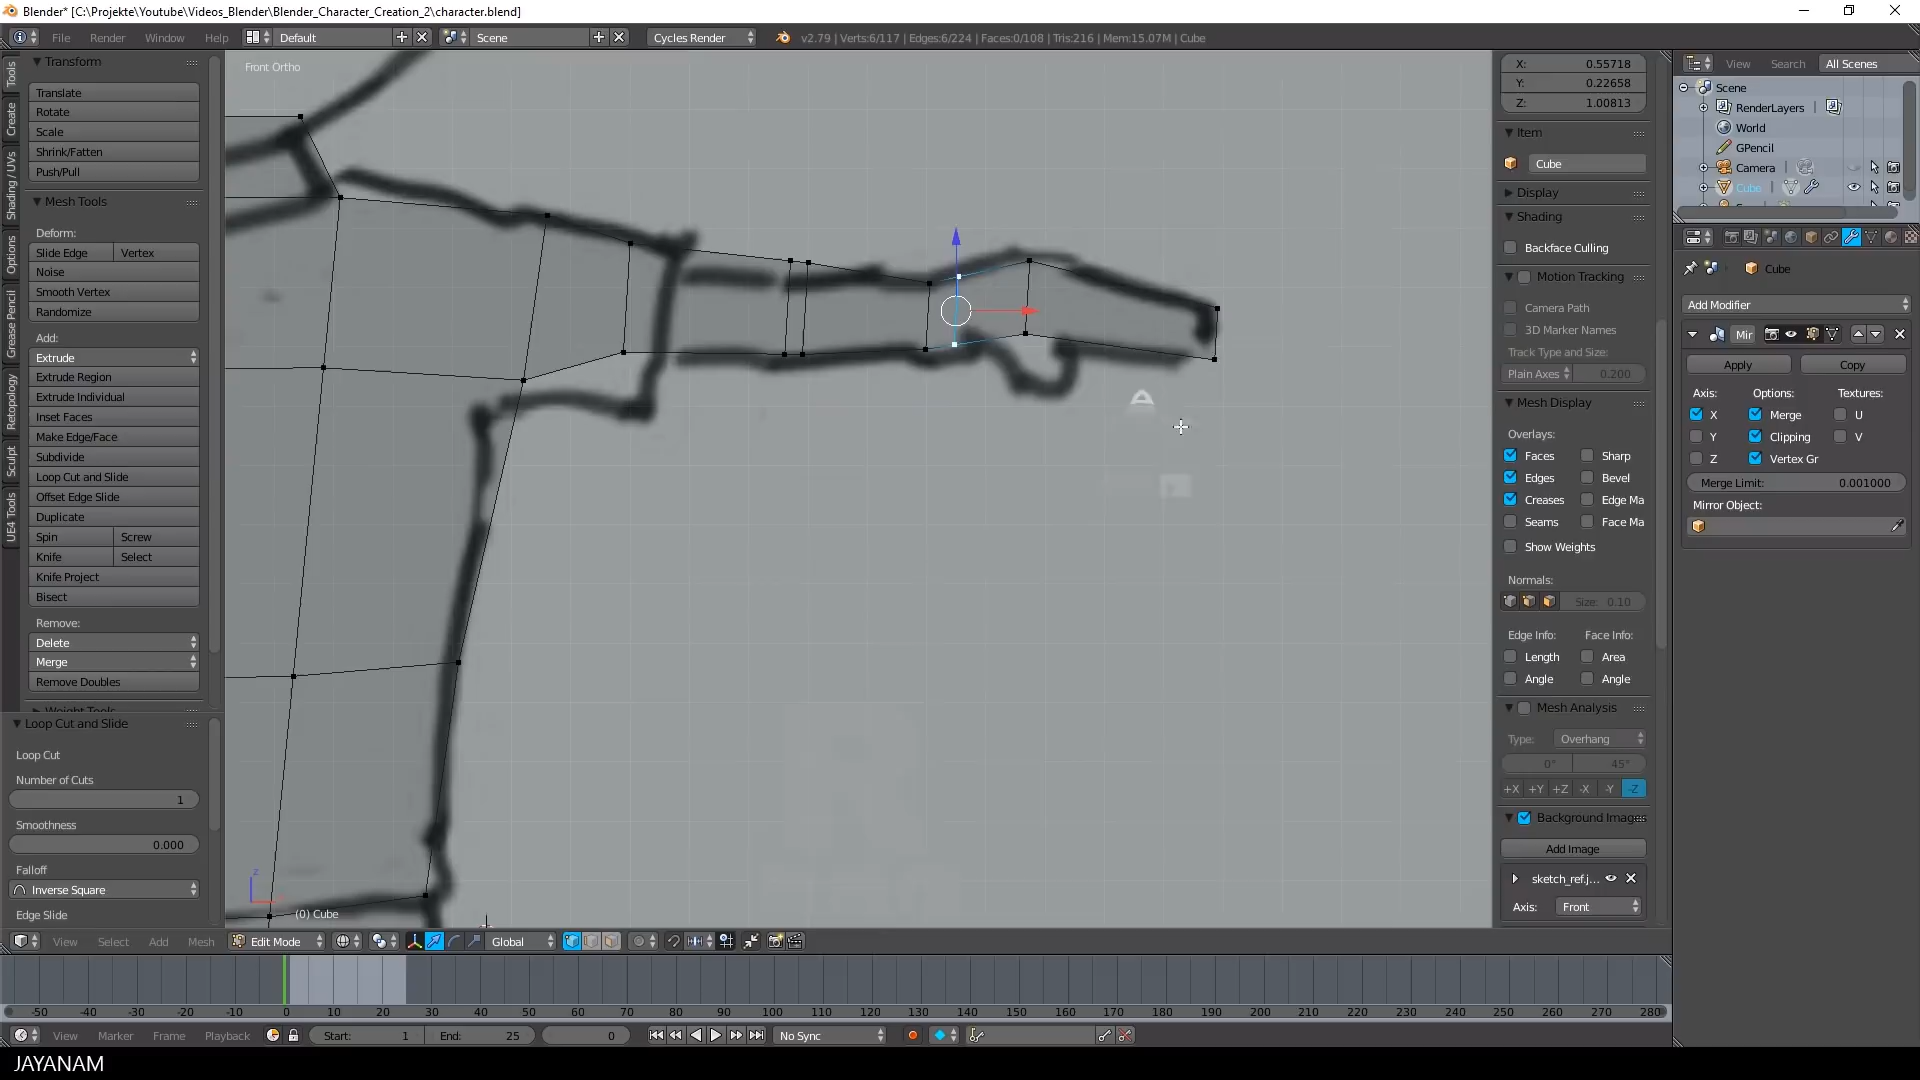 Blender* [C:\Projekte\Youtube\Videos_Blender\Blender_Character_Creation_2\character.blend]
File Render Window Help Default Scene Cycles Render v2.79 | Verts:6/117 | Edges:6/224 | Faces:0/108 | Tris:216 | Mem:15.07M | Cube
Tools
Create
Shading / UVs
Options
Grease Pencil
Retopology
Sculpt
UE4 Tools
Transform
Translate
Rotate
Scale
Shrink/Fatten
Push/Pull
Mesh Tools
Deform:
Slide Edge Vertex
Noise
Smooth Vertex
Randomize
Add:
Extrude
Extrude Region
Extrude Individual
Inset Faces
Make Edge/Face
Subdivide
Loop Cut and Slide
Offset Edge Slide
Duplicate
Spin Screw
Knife Select
Knife Project
Bisect
Remove:
Delete
Merge
Remove Doubles
Weight Tools
Loop Cut and Slide
Loop Cut
Number of Cuts
1
Smoothness
0.000
Falloff
Inverse Square
Edge Slide
Front Ortho
z
(0) Cube
X: 0.55718
Y: 0.22658
Z: 1.00813
Item
Cube
Display
Shading
Backface Culling
Motion Tracking
Camera Path
3D Marker Names
Track Type and Size:
Plain Axes 0.200
Mesh Display
Overlays:
Faces Sharp
Edges Bevel
Creases Edge Ma
Seams Face Ma
Show Weights
Normals:
Size: 0.10
Edge Info: Face Info:
Length Area
Angle Angle
Mesh Analysis
Type: Overhang
0° 45°
+X +Y +Z -X -Y -Z
Background Images
Add Image
sketch_ref.j...
Axis: Front
View Search All Scenes
Scene
RenderLayers
World
GPencil
Camera
Cube
Cube
Add Modifier
Mir
Apply Copy
Axis: Options: Textures:
X Merge U
Y Clipping V
Z Vertex Gr
Merge Limit: 0.001000
Mirror Object:
View Select Add Mesh Edit Mode Global
-50 -40 -30 -20 -10 0 10 20 30 40 50 60 70 80 90 100 110 120 130 140 150 160 170 180 190 200 210 220 230 240 250 260 270 280
View Marker Frame Playback Start: 1 End: 25 0 No Sync
JAYANAM